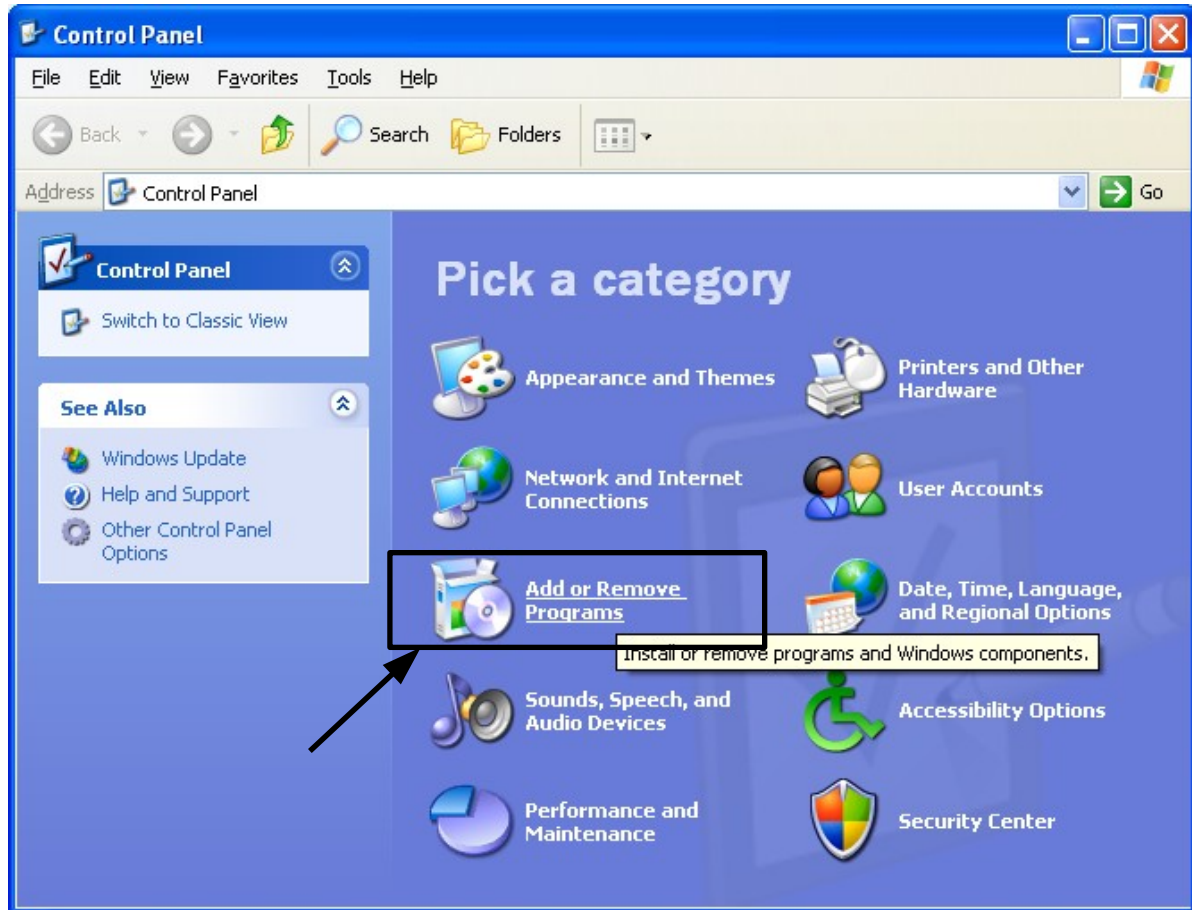 Control Panel
File Edit View Favorites Tools Help
Back Search Folders
Address Control Panel Go
Control Panel
Switch to Classic View
See Also
Windows Update
Help and Support
Other Control Panel
Options
Pick a category
Appearance and Themes
Printers and Other
Hardware
Network and Internet
Connections
User Accounts
Add or Remove
Programs
Date, Time, Language,
and Regional Options
Install or remove programs and Windows components.
Sounds, Speech, and
Audio Devices
Accessibility Options
Performance and
Maintenance
Security Center